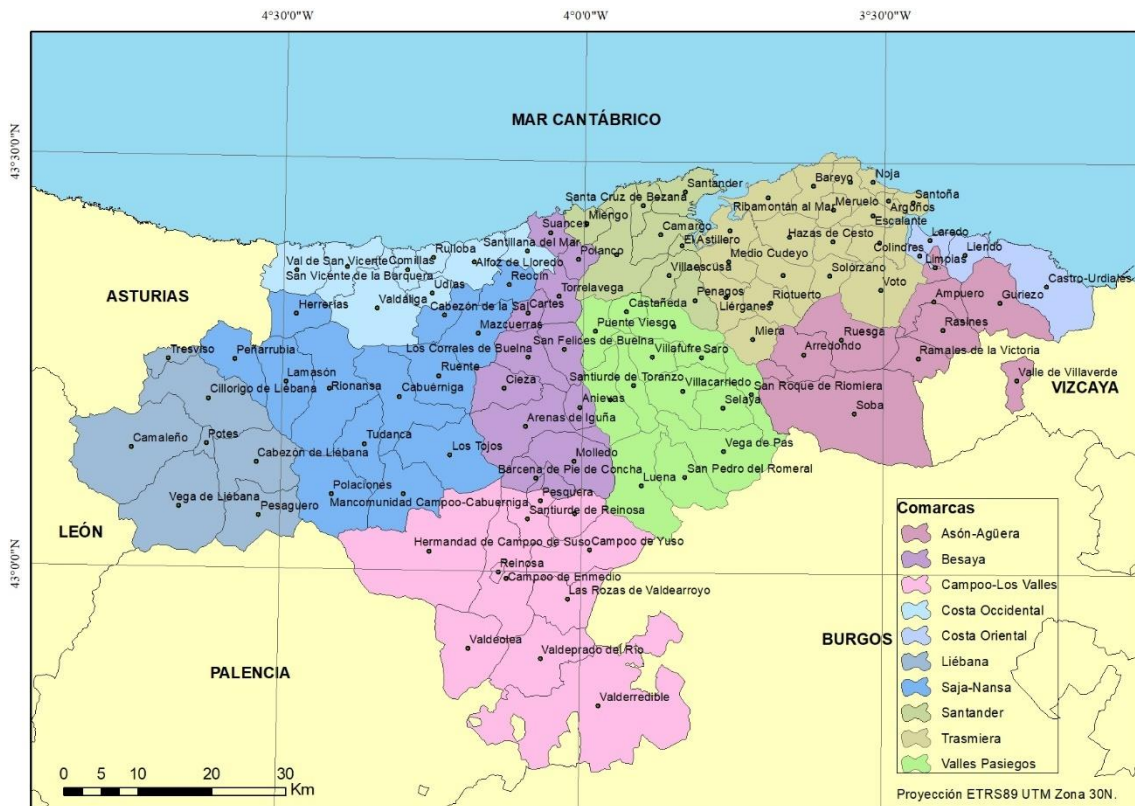 4°30'0"W 4°0'0"W 3°30'0"W
43°30'0"N
43°0'0"N
MAR CANTÁBRICO
ASTURIAS
LEÓN
PALENCIA
BURGOS
VIZCAYA
Santander
Santa Cruz de Bezana
Miengo
Suances
Camargo
El Astillero
Polanco
Villaescusa
Bareyo
Noja
Santoña
Ribamontán al Mar
Meruelo
Argoños
Escalante
Hazas de Cesto
Laredo
Colindres
Liendo
Limpias
Castro-Urdiales
Medio Cudeyo
Solórzano
Voto
Ampuero
Guriezo
Rasines
Penagos
Liérganes
Riotuerto
Miera
Ruesga
Arredondo
Ramales de la Victoria
Valle de Villaverde
Soba
San Roque de Riomiera
Val de San Vicente
Comillas
Ruiloba
Santillana del Mar
San Vicente de la Barquera
Alfoz de Lloredo
Reocín
Udías
Valdáliga
Herrerías
Cabezón de la Sal
Cartes
Torrelavega
Mazcuerras
Castañeda
Puente Viesgo
San Felices de Buelna
Los Corrales de Buelna
Villafufre
Saro
Tresviso
Peñarrubia
Lamasón
Rionansa
Cillorigo de Liébana
Ruente
Cabuérniga
Cieza
Santiurde de Toranzo
Villacarriedo
Anievas
Selaya
Arenas de Iguña
Camaleño
Potes
Cabezón de Liébana
Tudanca
Los Tojos
Molledo
Vega de Pas
San Pedro del Romeral
Luena
Bárcena de Pie de Concha
Vega de Liébana
Pesaguero
Polaciones
Mancomunidad Campoo-Cabuerniga
Pesquera
Santiurde de Reinosa
Hermandad de Campoo de Suso
Campoo de Yuso
Reinosa
Campoo de Enmedio
Las Rozas de Valdearroyo
Valdeolea
Valdeprado del Río
Valderredible
Comarcas
Asón-Agüera
Besaya
Campoo-Los Valles
Costa Occidental
Costa Oriental
Liébana
Saja-Nansa
Santander
Trasmiera
Valles Pasiegos
0 5 10 20 30
Km
Proyección ETRS89 UTM Zona 30N.